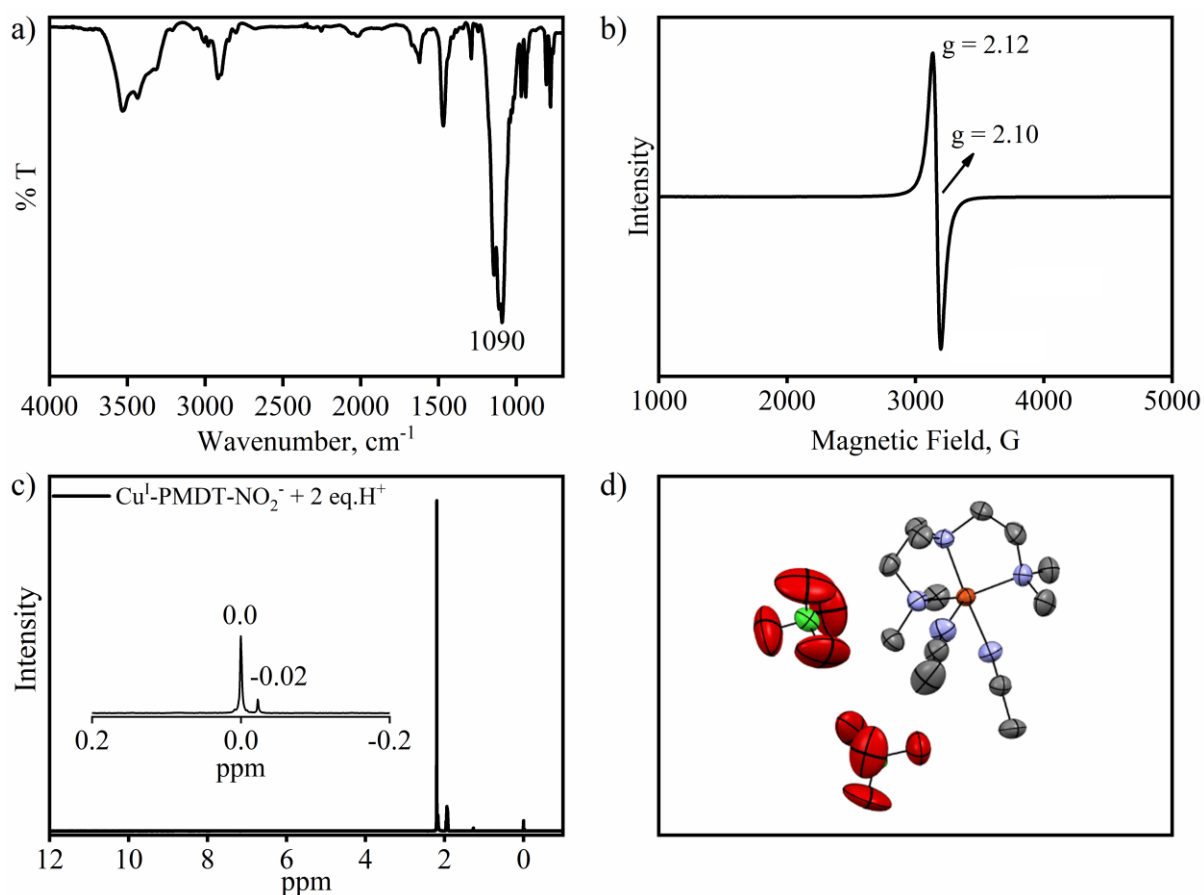 a)
% T
1090
4000 3500 3000 2500 2000 1500 1000
Wavenumber, cm⁻¹
b)
g = 2.12
g = 2.10
Intensity
1000 2000 3000 4000 5000
Magnetic Field, G
c)
Cuᴵ-PMDT-NO₂⁻ + 2 eq.H⁺
Intensity
0.0
-0.02
0.2 0.0 -0.2
ppm
12 10 8 6 4 2 0
ppm
d)